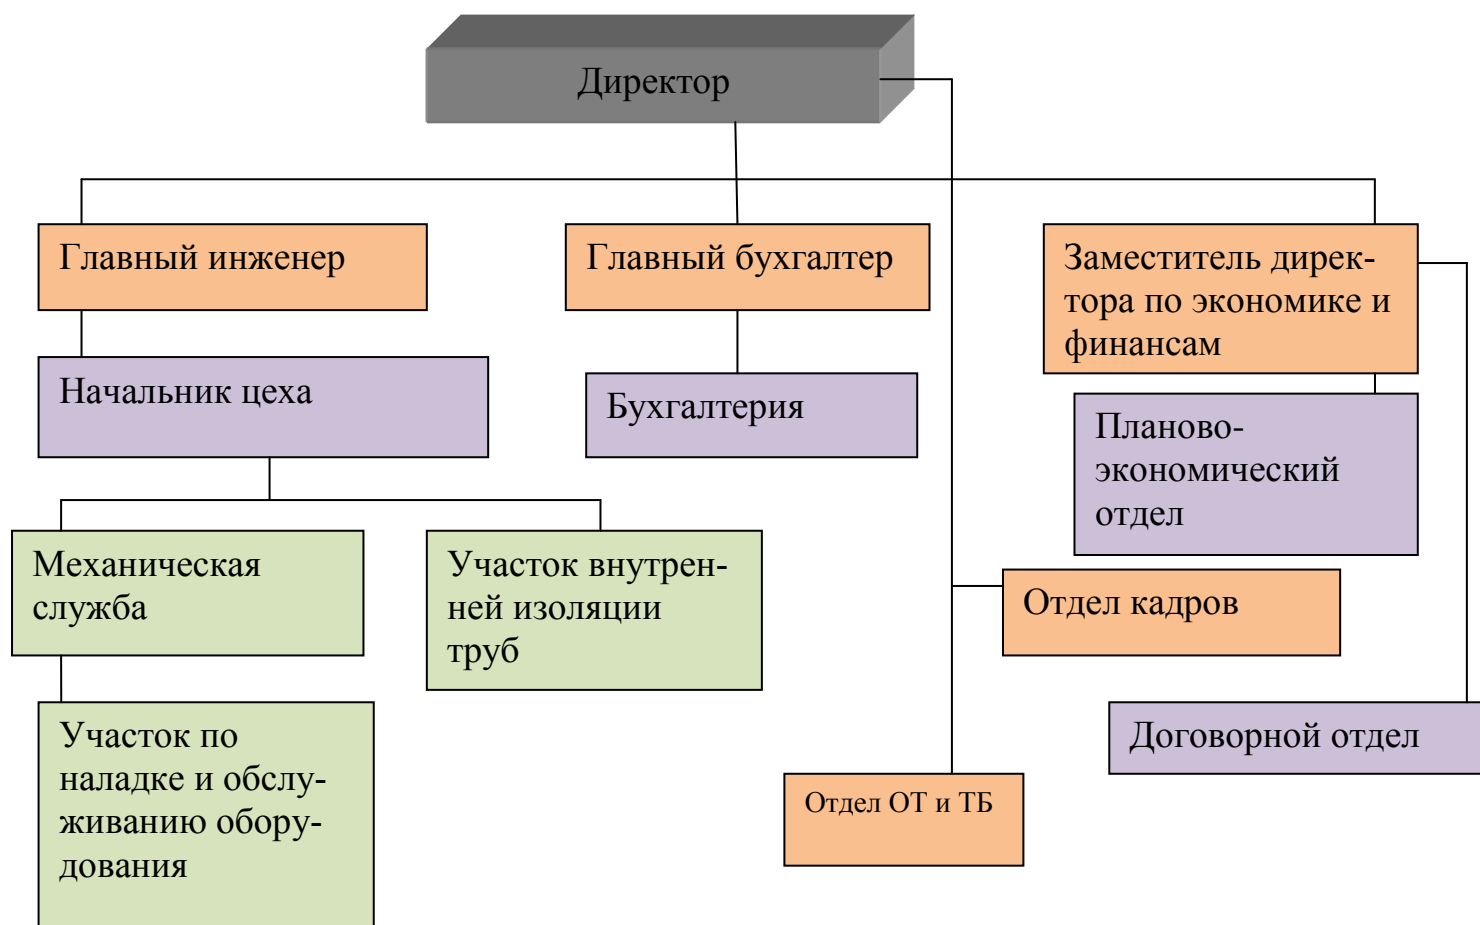 Директор
Главный инженер
Главный бухгалтер
Заместитель дирек-
тора по экономике и
финансам
Начальник цеха
Бухгалтерия
Планово-
экономический
отдел
Механическая
служба
Участок внутрен-
ней изоляции
труб
Отдел кадров
Участок по
наладке и обслу-
живанию обору-
дования
Договорной отдел
Отдел ОТ и ТБ